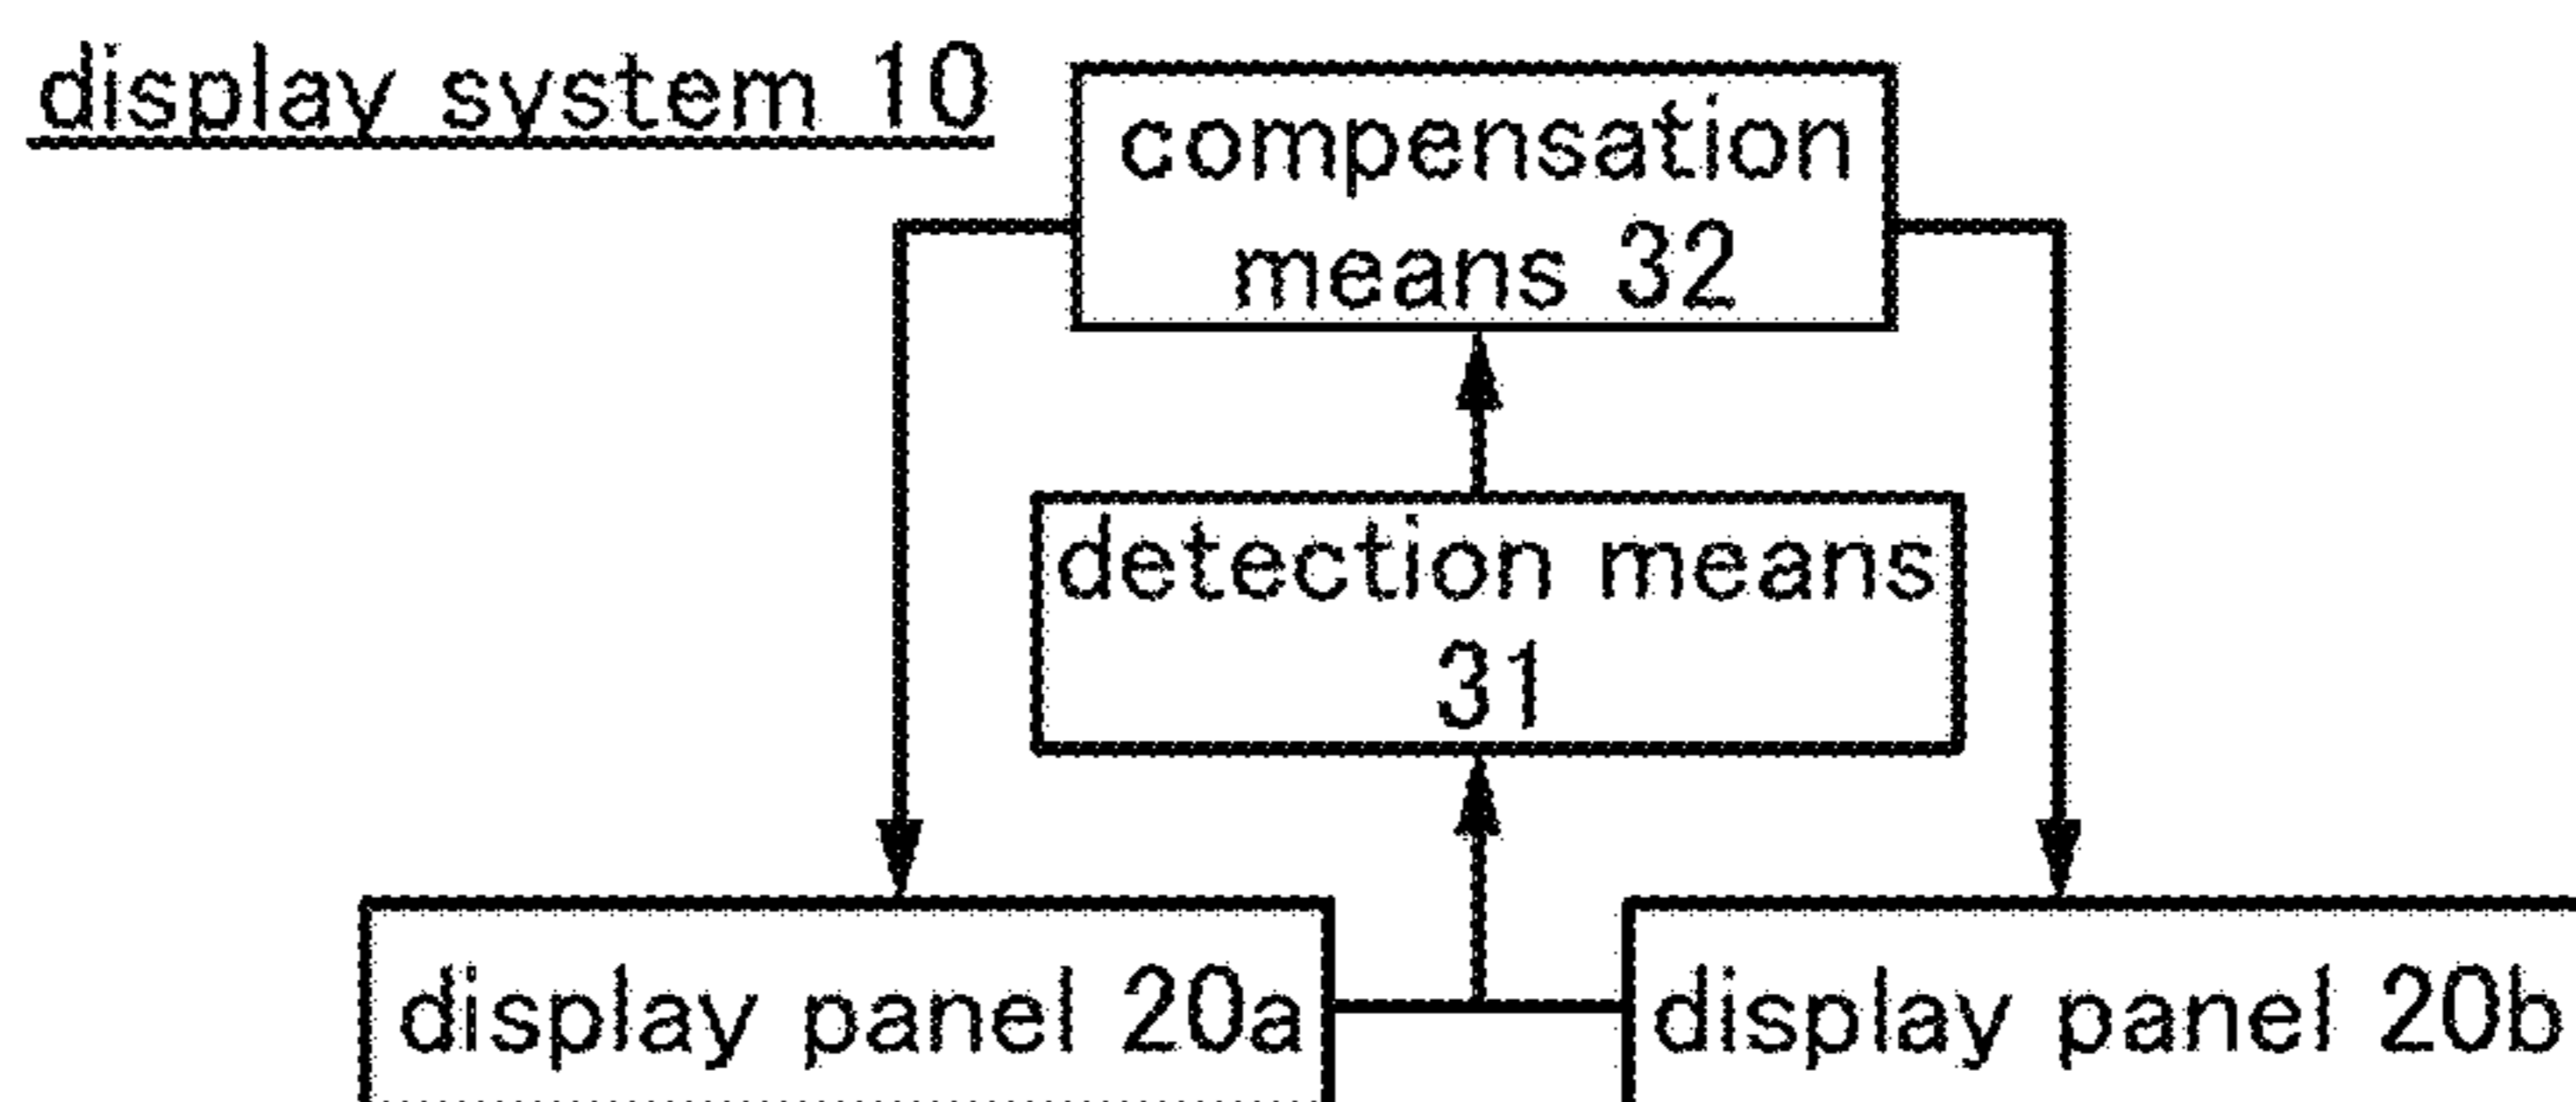 display system 10
compensation
means 32
detection means
31
display panel 20a
display panel 20b